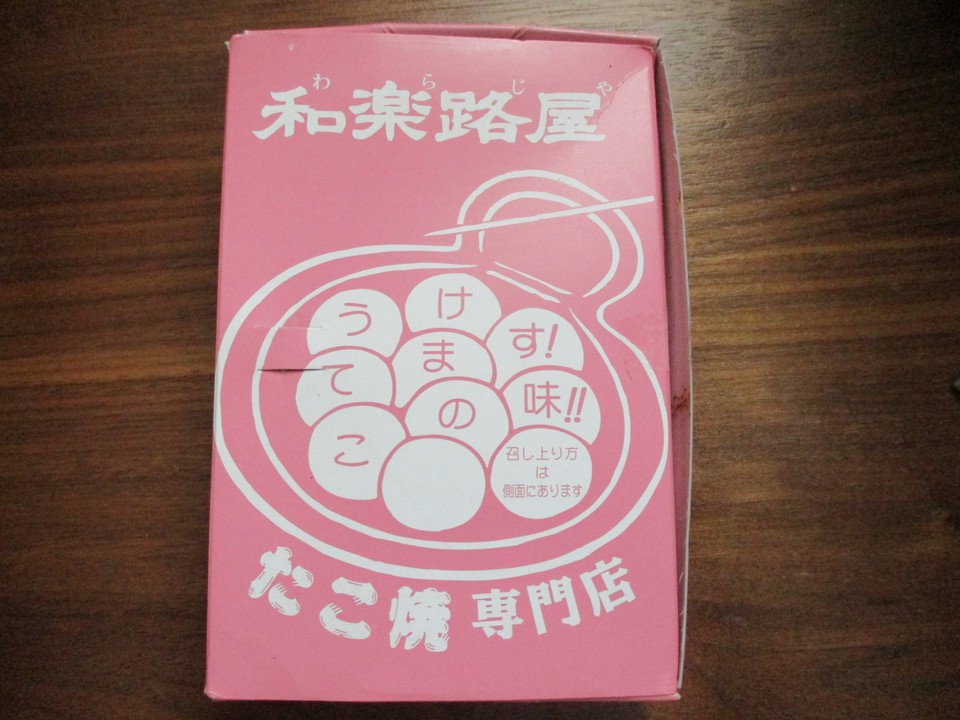 わらじや
和楽路屋
うけ
てます!
この味!!
召し上り方
は
側面にあります
たこ焼専門店